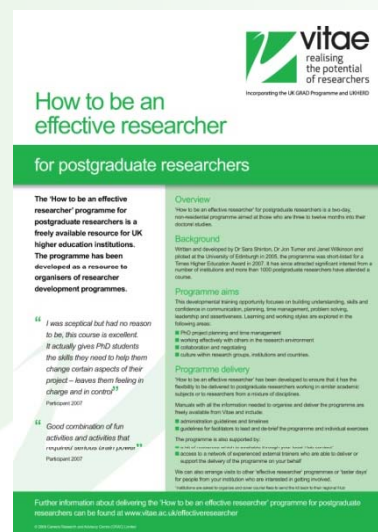 vitae
realising
the potential
of researchers
Incorporating the UK GRAD Programme and UKHERD
How to be an
effective researcher
for postgraduate researchers
The 'How to be an effective
researcher' programme for
postgraduate researchers is a
freely available resource for UK
higher education institutions.
The programme has been
developed as a resource to
organisers of researcher
development programmes.
“ I was sceptical but had no reason
to be, this course is excellent.
It actually gives PhD students
the skills they need to help them
change certain aspects of their
project – leaves them feeling in
charge and in control”
Participant 2007
“ Good combination of fun
activities and activities that
required serious brain power”
Participant 2007
Overview
'How to be an effective researcher' for postgraduate researchers is a two-day,
non-residential programme aimed at those who are three to twelve months into their
doctoral studies.
Background
Written and developed by Dr Sara Shinton, Dr Jon Turner and Janet Wilkinson and
piloted at the University of Edinburgh in 2005, the programme was short-listed for a
Times Higher Education Award in 2007. It has since attracted significant interest from a
number of institutions and more than 1000 postgraduate researchers have attended a
course.
Programme aims
This developmental training opportunity focuses on building understanding, skills and
confidence in communication, planning, time management, problem solving,
leadership and assertiveness. Learning and working styles are explored in the
following areas:
■ PhD project planning and time management
■ working effectively with others in the research environment
■ collaboration and negotiating
■ culture within research groups, institutions and countries.
Programme delivery
'How to be an effective researcher' has been developed to ensure that it has the
flexibility to be delivered to postgraduate researchers working in similar academic
subjects or to researchers from a mixture of disciplines.
Manuals with all the information needed to organise and deliver the programme are
freely available from Vitae and include:
■ administration guidelines and timelines
■ guidelines for facilitators to lead and de-brief the programme and individual exercises
The programme is also supported by:
■ access to a network of experienced external trainers who are able to deliver or
support the delivery of the programme on your behalf
We can also arrange visits to other 'effective researcher' programmes or 'taster days'
for people from your institution who are interested in getting involved.
Further information about delivering the 'How to be an effective researcher' programme for postgraduate
researchers can be found at www.vitae.ac.uk/effectiveresearcher